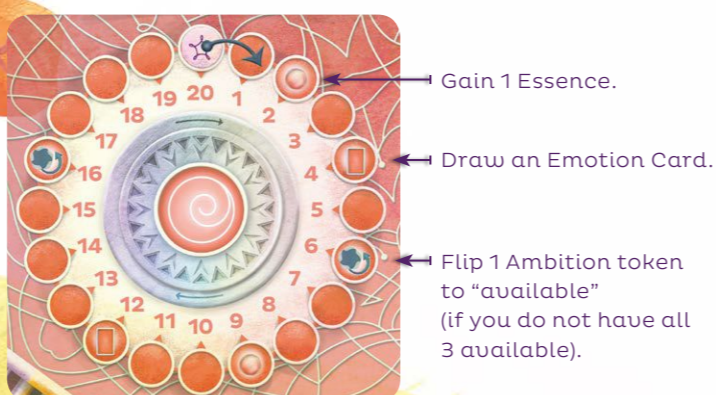 19 20 1
18 2
17 3
16 4
15 5
14 6
13 7
12 8
11 10 9
Gain 1 Essence.
Draw an Emotion Card.
Flip 1 Ambition token
to “available”
(if you do not have all
3 available).